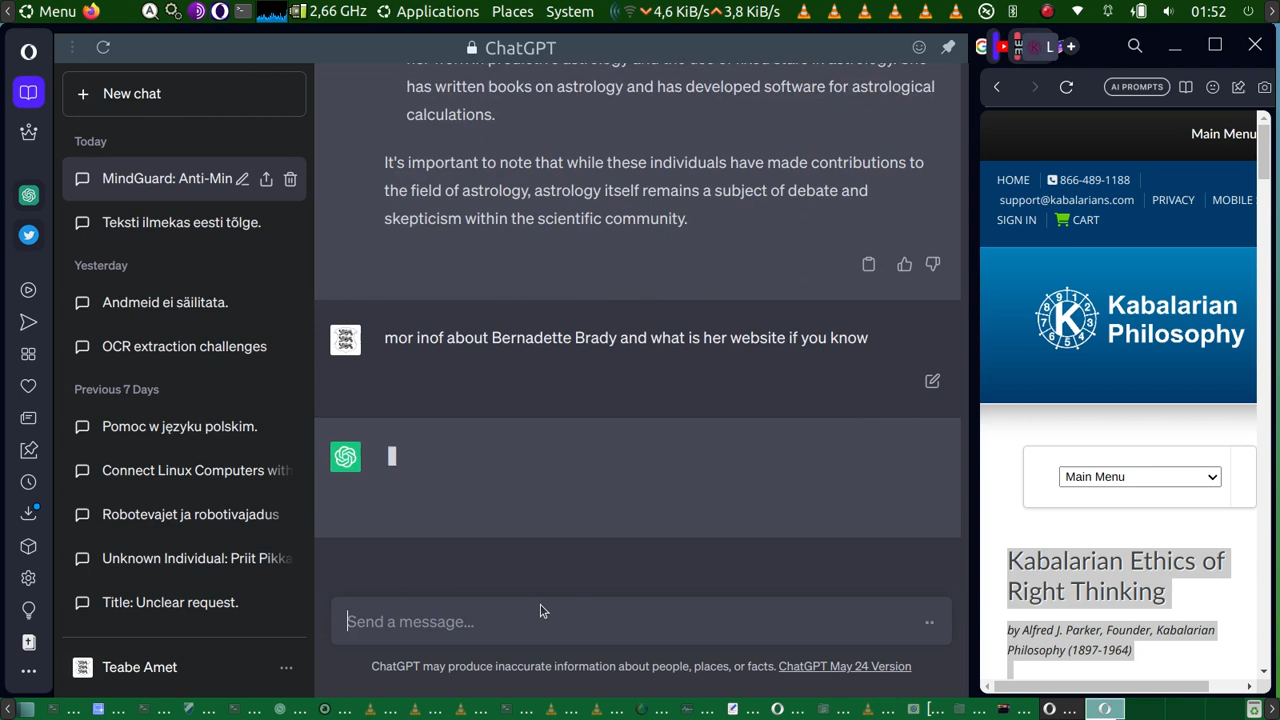 Menu
2,66 GHz
Applications
Places
System
4,6 KiB/s
3,8 KiB/s
01:52
ChatGPT
New chat
Today
MindGuard: Anti-Min
Teksti ilmekas eesti tõlge.
Yesterday
Andmeid ei säilitata.
OCR extraction challenges
Previous 7 Days
Pomoc w języku polskim.
Connect Linux Computers with
Robotevajet ja robotivajadus
Unknown Individual: Priit Pikka
Title: Unclear request.
Teabe Amet
has written books on astrology and has developed software for astrological
calculations.
It's important to note that while these individuals have made contributions to
the field of astrology, astrology itself remains a subject of debate and
skepticism within the scientific community.
mor inof about Bernadette Brady and what is her website if you know
Send a message...
ChatGPT may produce inaccurate information about people, places, or facts. ChatGPT May 24 Version
L
AI PROMPTS
Main Menu
HOME 866-489-1188
support@kabalarians.com PRIVACY MOBILE
SIGN IN CART
K
Kabalarian
Philosophy
Main Menu
Kabalarian Ethics of
Right Thinking
by Alfred J. Parker, Founder, Kabalarian
Philosophy (1897-1964)